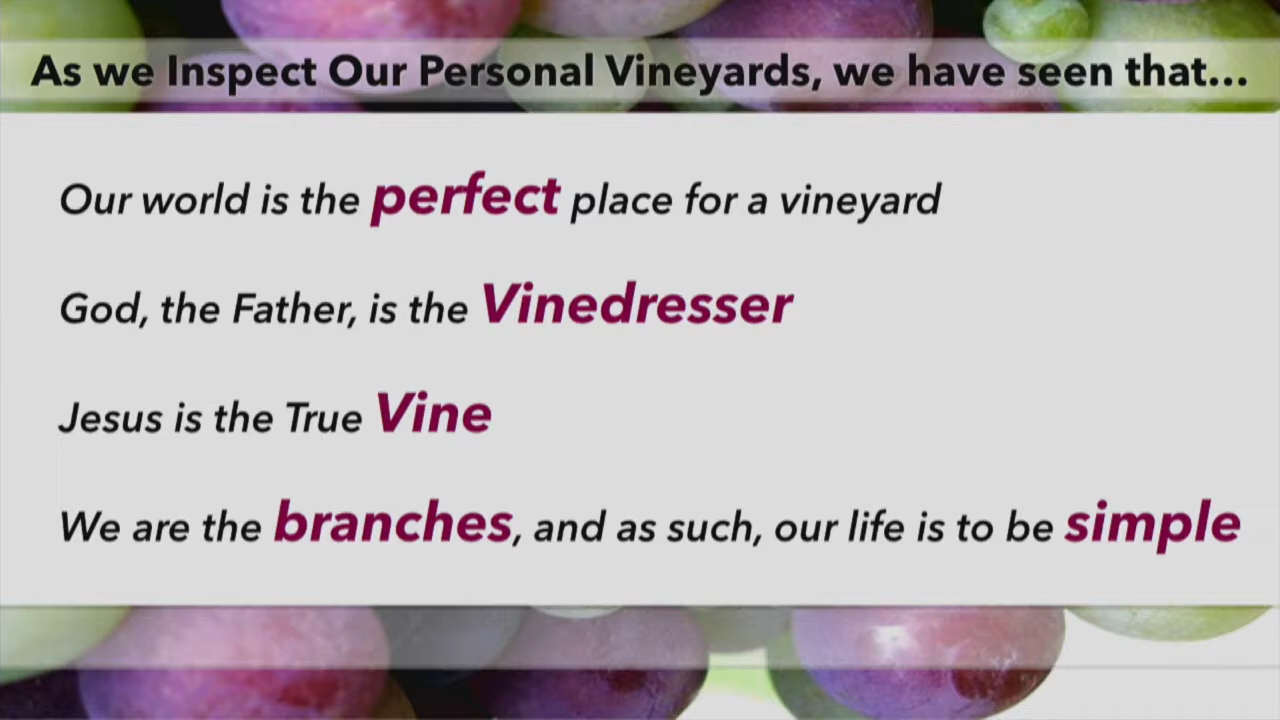 As we Inspect Our Personal Vineyards, we have seen that...
Our world is the perfect place for a vineyard
God, the Father, is the Vinedresser
Jesus is the True Vine
We are the branches, and as such, our life is to be simple